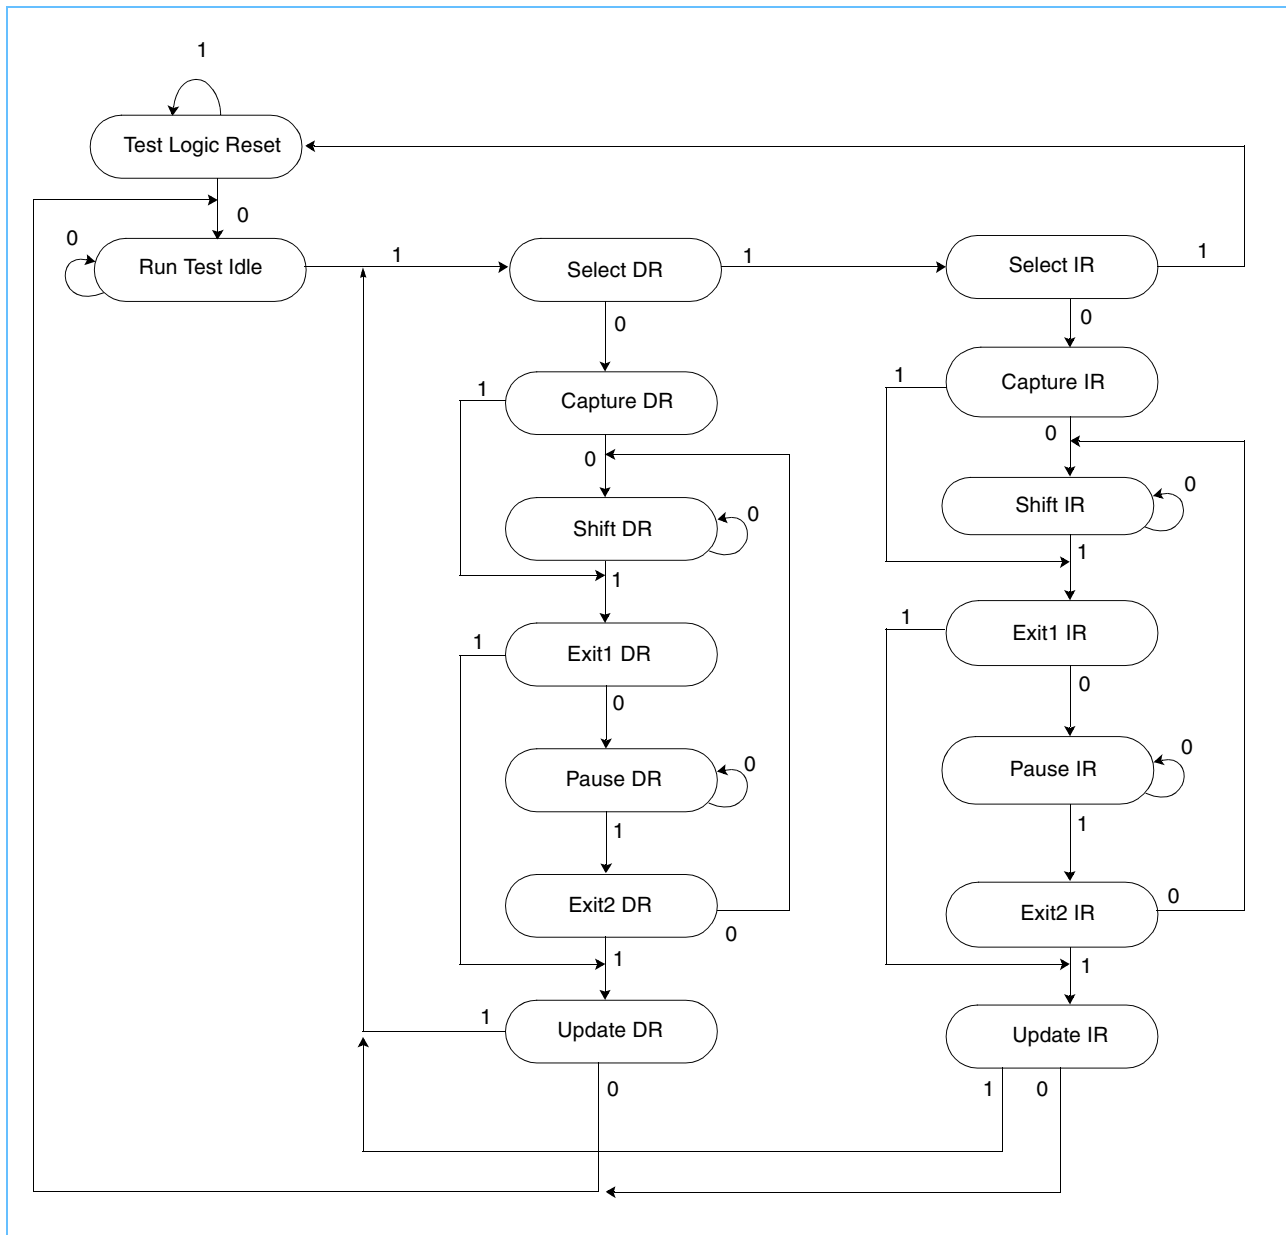 1
Test Logic Reset
0
0
Run Test Idle
1
Select DR
1
Select IR
1
0
0
1
Capture DR
1
Capture IR
0
0
Shift DR
0
Shift IR
0
1
1
1
Exit1 DR
1
Exit1 IR
0
0
Pause DR
0
Pause IR
0
1
1
Exit2 DR
0
Exit2 IR
0
1
1
1
Update DR
Update IR
0
1
0